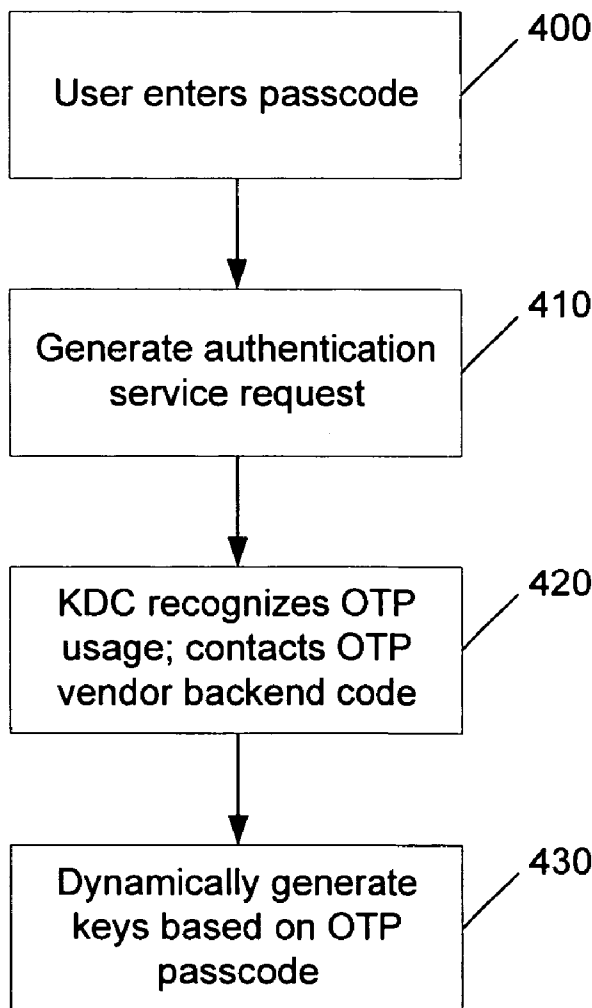 400
User enters passcode
410
Generate authentication
service request
420
KDC recognizes OTP
usage; contacts OTP
vendor backend code
430
Dynamically generate
keys based on OTP
passcode